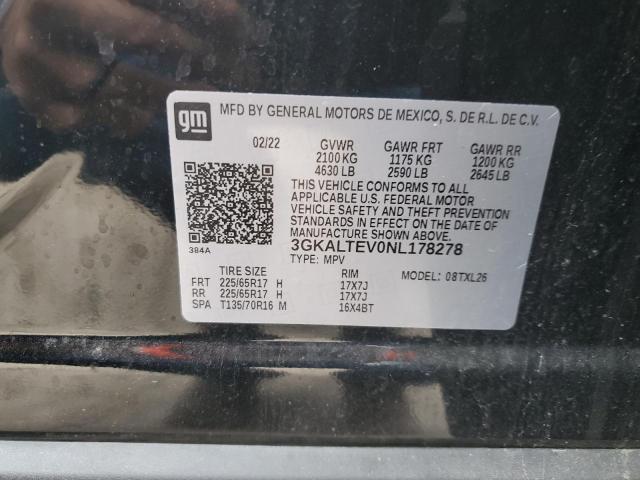 gm
MFD BY GENERAL MOTORS DE MEXICO, S. DE R.L. DE C.V.
02/22 GVWR GAWR FRT GAWR RR
2100 KG 1175 KG 1200 KG
4630 LB 2590 LB 2645 LB
THIS VEHICLE CONFORMS TO ALL
APPLICABLE U.S. FEDERAL MOTOR
VEHICLE SAFETY AND THEFT PREVENTION
STANDARDS IN EFFECT ON THE DATE OF
MANUFACTURE SHOWN ABOVE.
384A
3GKALTEV0NL178278
TYPE: MPV
MODEL: 08TXL26
TIRE SIZE RIM
FRT 225/65R17 H 17X7J
RR 225/65R17 H 17X7J
SPA T135/70R16 M 16X4BT